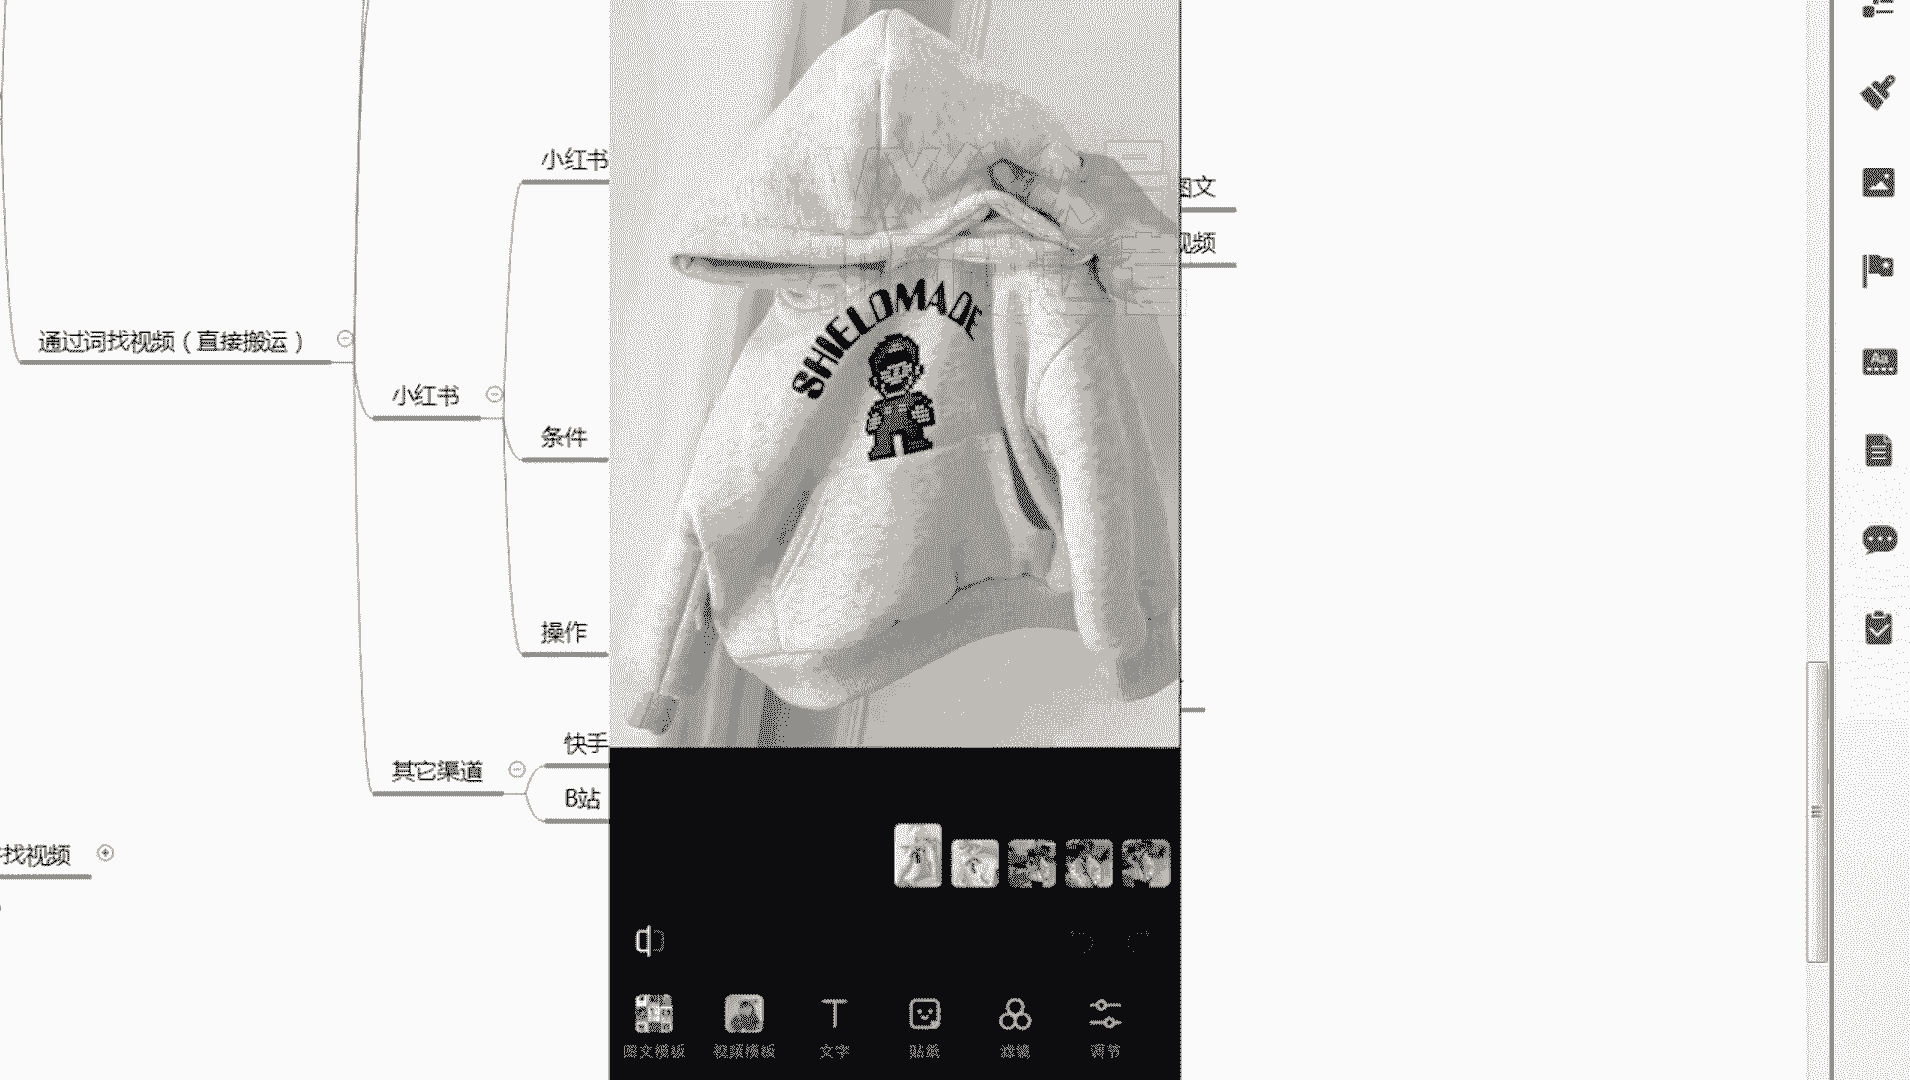 小红书
图文
视频
SHIELDMADE
通过词找视频（直接搬运）
小红书
条件
操作
快手
其它渠道
B站
找视频
图文模板 视频模板 文字 贴纸 滤镜 调节